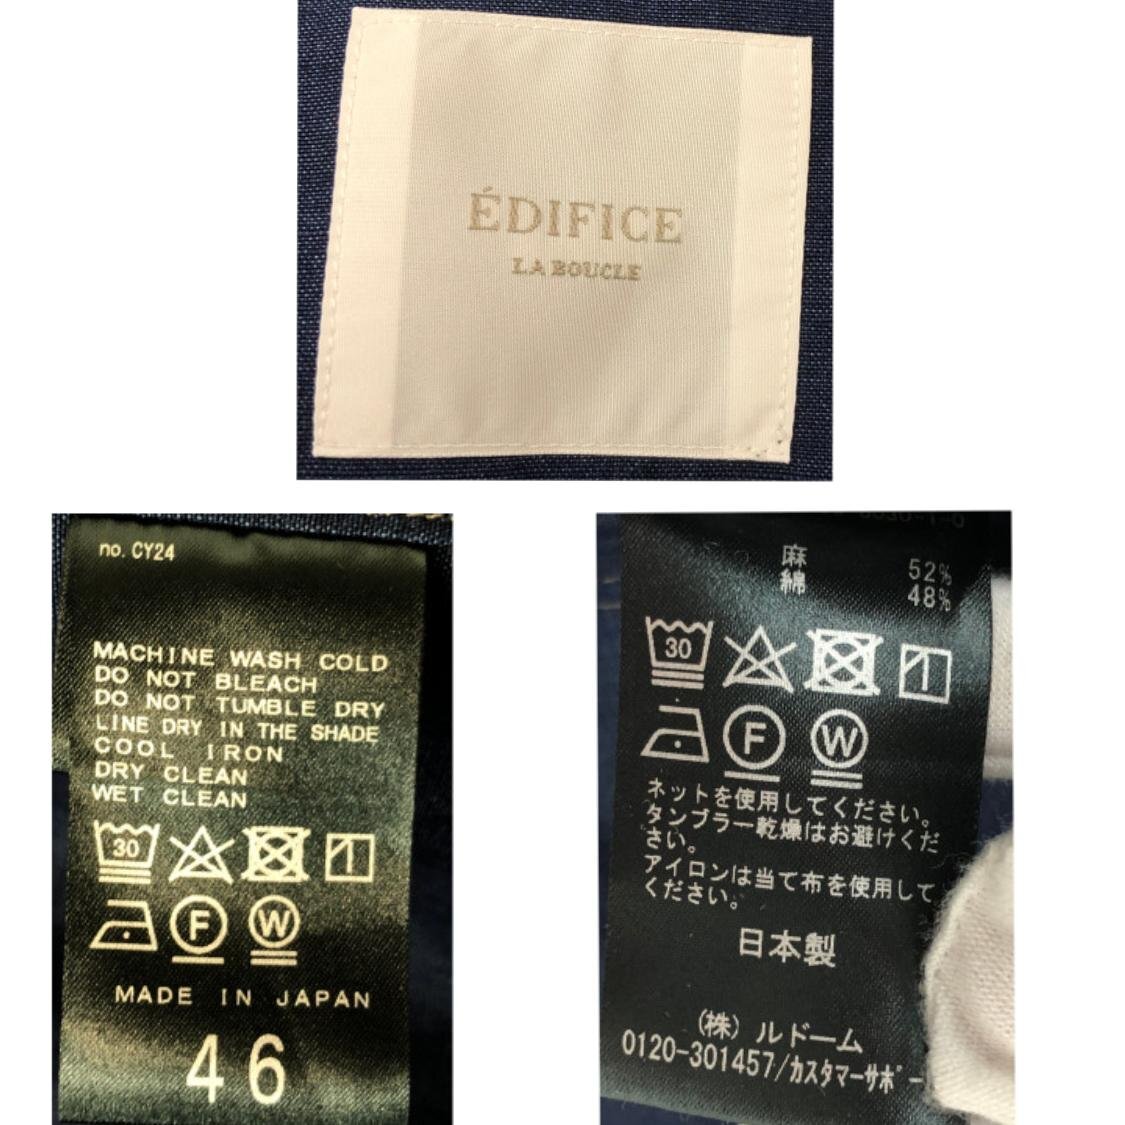 ÉDIFICE
LA BOUCLE
no. CY24
MACHINE WASH COLD
DO NOT BLEACH
DO NOT TUMBLE DRY
LINE DRY IN THE SHADE
COOL IRON
DRY CLEAN
WET CLEAN
30
F W
MADE IN JAPAN
46
麻 52%
綿 48%
30
F W
ネットを使用してください。
タンブラー乾燥はお避けくだ
さい。
アイロンは当て布を使用して
ください。
日本製
(株) ルドーム
0120-301457/カスタマーサポー